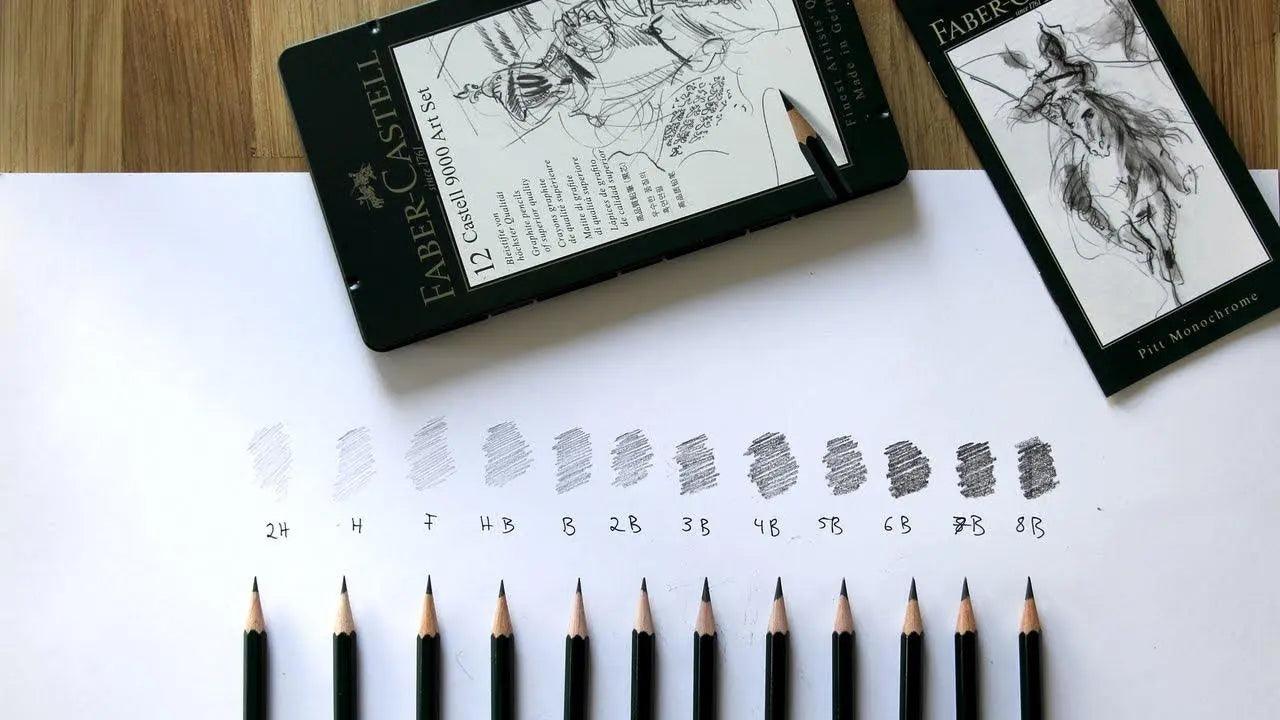 FABER-CASTELL
since 1761
12 Castell 9000 Art Set
Bleistifte von
höchster Qualität
Graphite pencils
of superior quality
Crayons graphite
de qualité supérieure
Matite di grafite
di qualità superiore
Lápices de grafito
de calidad superior
Finest Artists' Q
Made in Germ
FABER-CA
since 1761
Pitt Monochrome
2H H F HB B 2B 3B 4B 5B 6B 7B 8B